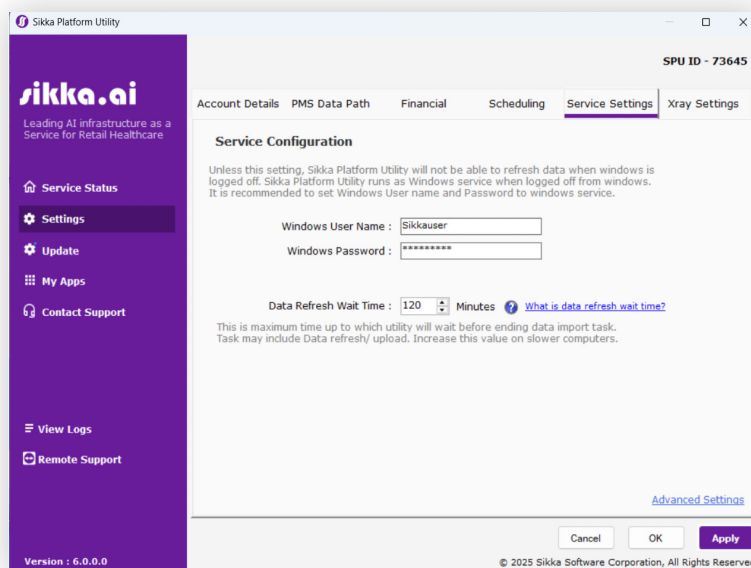 Sikka Platform Utility
SPU ID - 73645
sikka.ai
Leading AI infrastructure as a
Service for Retail Healthcare
Service Status
Settings
Update
My Apps
Contact Support
View Logs
Remote Support
Version : 6.0.0.0
Account Details PMS Data Path Financial Scheduling Service Settings Xray Settings
Service Configuration
Unless this setting, Sikka Platform Utility will not be able to refresh data when windows is
logged off. Sikka Platform Utility runs as Windows service when logged off from windows.
It is recommended to set Windows User name and Password to windows service.
Windows User Name : Sikkauser
Windows Password : *********
Data Refresh Wait Time : 120 Minutes ? What is data refresh wait time?
This is maximum time up to which utility will wait before ending data import task.
Task may include Data refresh/ upload. Increase this value on slower computers.
Advanced Settings
Cancel OK Apply
© 2025 Sikka Software Corporation, All Rights Reserve